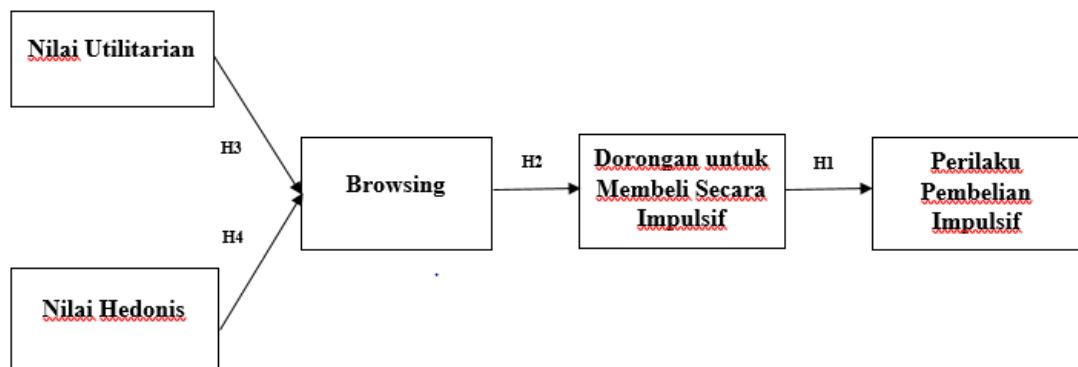 Nilai Utilitarian
H3
Browsing
H2
Dorongan untuk
Membeli Secara
Impulsif
H1
Perilaku
Pembelian
Impulsif
H4
Nilai Hedonis